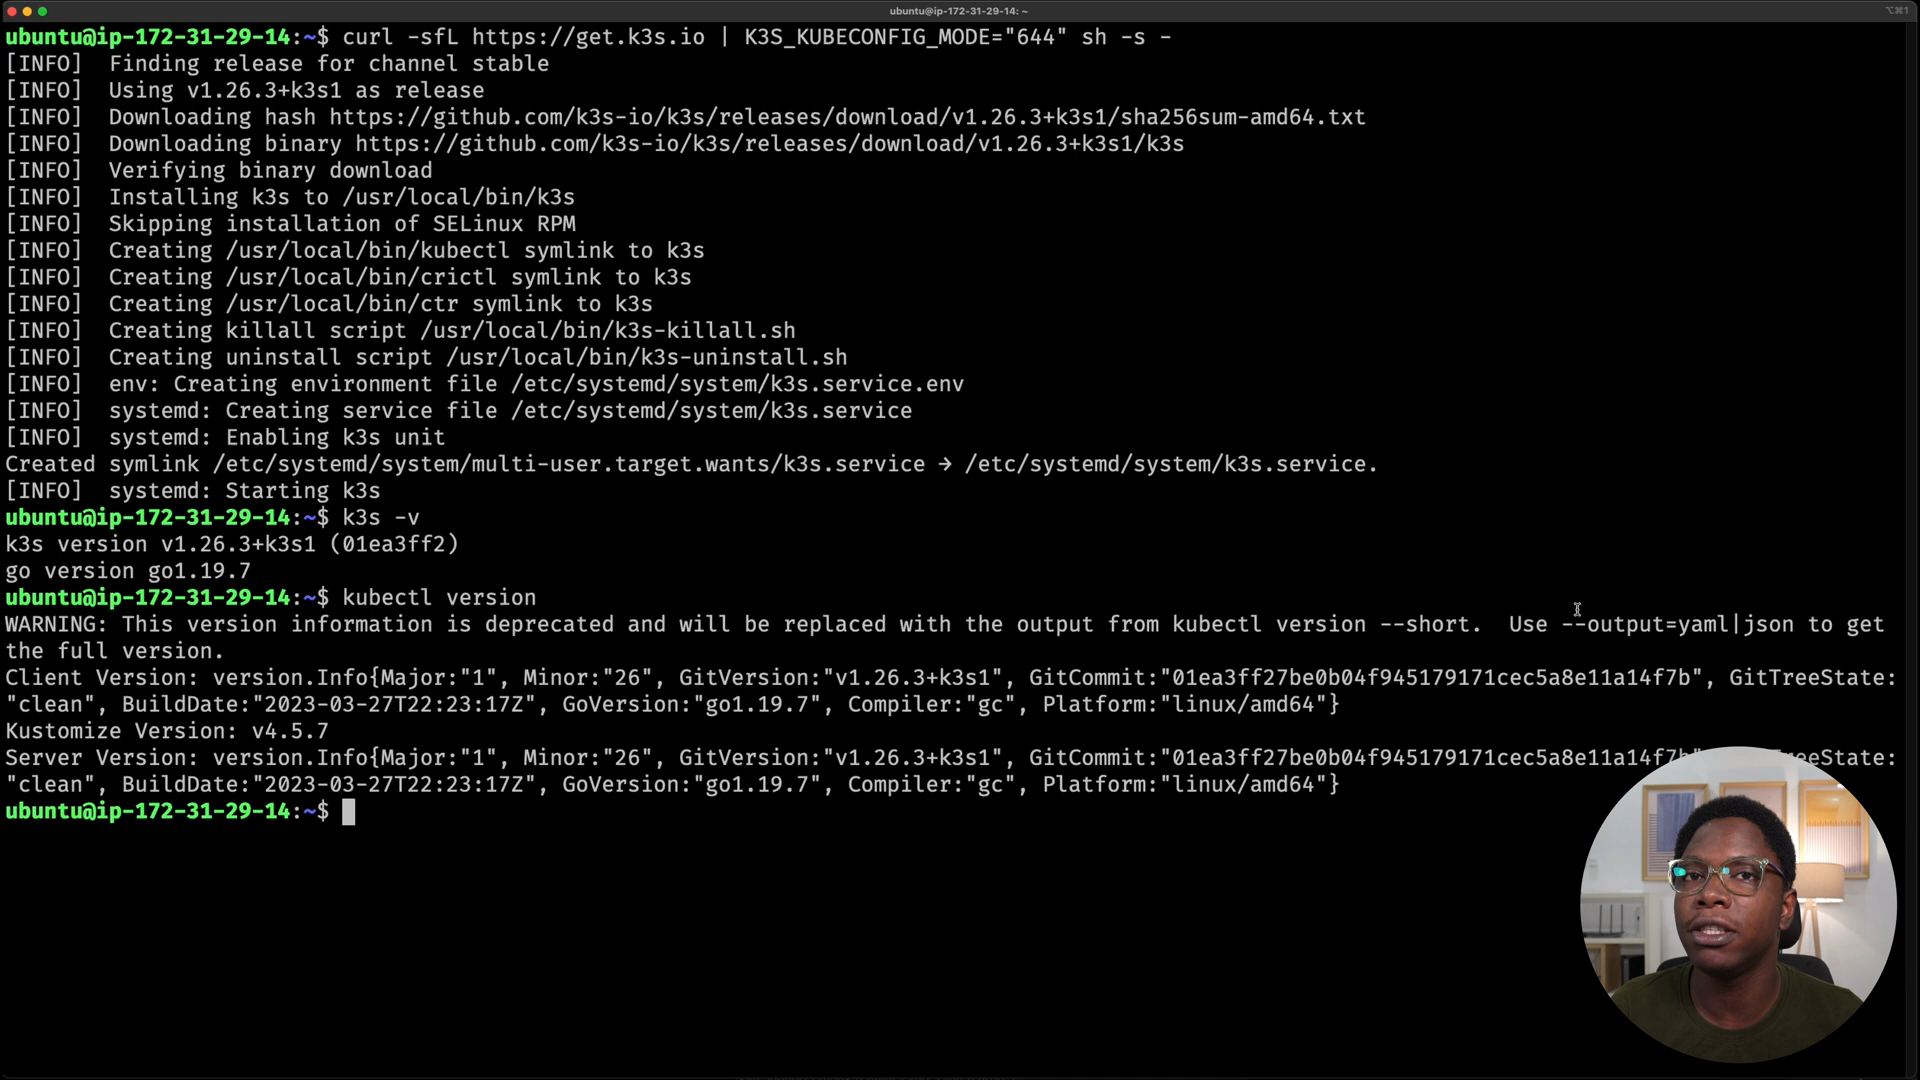 ubuntu@ip-172-31-29-14: ~
⌥⌘1
ubuntu@ip-172-31-29-14:~$ curl -sfL https://get.k3s.io | K3S_KUBECONFIG_MODE="644" sh -s -
[INFO]  Finding release for channel stable
[INFO]  Using v1.26.3+k3s1 as release
[INFO]  Downloading hash https://github.com/k3s-io/k3s/releases/download/v1.26.3+k3s1/sha256sum-amd64.txt
[INFO]  Downloading binary https://github.com/k3s-io/k3s/releases/download/v1.26.3+k3s1/k3s
[INFO]  Verifying binary download
[INFO]  Installing k3s to /usr/local/bin/k3s
[INFO]  Skipping installation of SELinux RPM
[INFO]  Creating /usr/local/bin/kubectl symlink to k3s
[INFO]  Creating /usr/local/bin/crictl symlink to k3s
[INFO]  Creating /usr/local/bin/ctr symlink to k3s
[INFO]  Creating killall script /usr/local/bin/k3s-killall.sh
[INFO]  Creating uninstall script /usr/local/bin/k3s-uninstall.sh
[INFO]  env: Creating environment file /etc/systemd/system/k3s.service.env
[INFO]  systemd: Creating service file /etc/systemd/system/k3s.service
[INFO]  systemd: Enabling k3s unit
Created symlink /etc/systemd/system/multi-user.target.wants/k3s.service → /etc/systemd/system/k3s.service.
[INFO]  systemd: Starting k3s
ubuntu@ip-172-31-29-14:~$ k3s -v
k3s version v1.26.3+k3s1 (01ea3ff2)
go version go1.19.7
ubuntu@ip-172-31-29-14:~$ kubectl version
WARNING: This version information is deprecated and will be replaced with the output from kubectl version --short.  Use --output=yaml|json to get
the full version.
Client Version: version.Info{Major:"1", Minor:"26", GitVersion:"v1.26.3+k3s1", GitCommit:"01ea3ff27be0b04f945179171cec5a8e11a14f7b", GitTreeState:
"clean", BuildDate:"2023-03-27T22:23:17Z", GoVersion:"go1.19.7", Compiler:"gc", Platform:"linux/amd64"}
Kustomize Version: v4.5.7
Server Version: version.Info{Major:"1", Minor:"26", GitVersion:"v1.26.3+k3s1", GitCommit:"01ea3ff27be0b04f945179171cec5a8e11a14f7b" eeState:
"clean", BuildDate:"2023-03-27T22:23:17Z", GoVersion:"go1.19.7", Compiler:"gc", Platform:"linux/amd64"}
ubuntu@ip-172-31-29-14:~$